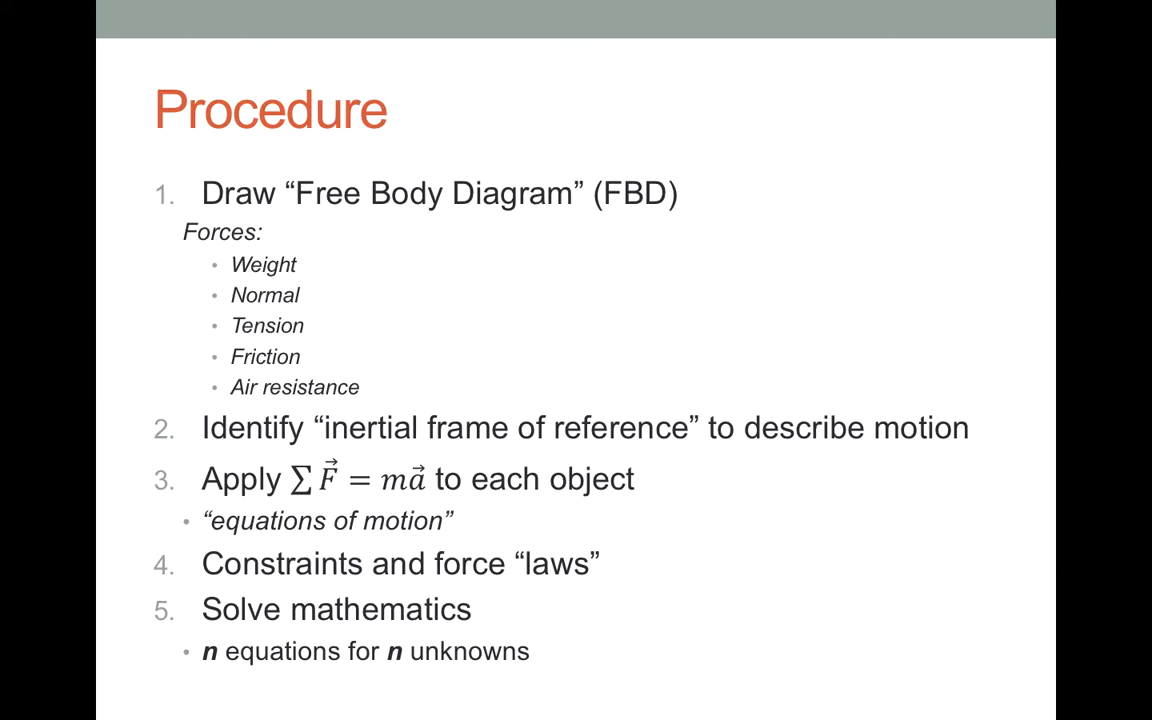 Procedure
1. Draw “Free Body Diagram” (FBD)
Forces:
• Weight
• Normal
• Tension
• Friction
• Air resistance
2. Identify “inertial frame of reference” to describe motion
3. Apply ∑ F⃗ = ma⃗ to each object
• “equations of motion”
4. Constraints and force “laws”
5. Solve mathematics
• n equations for n unknowns